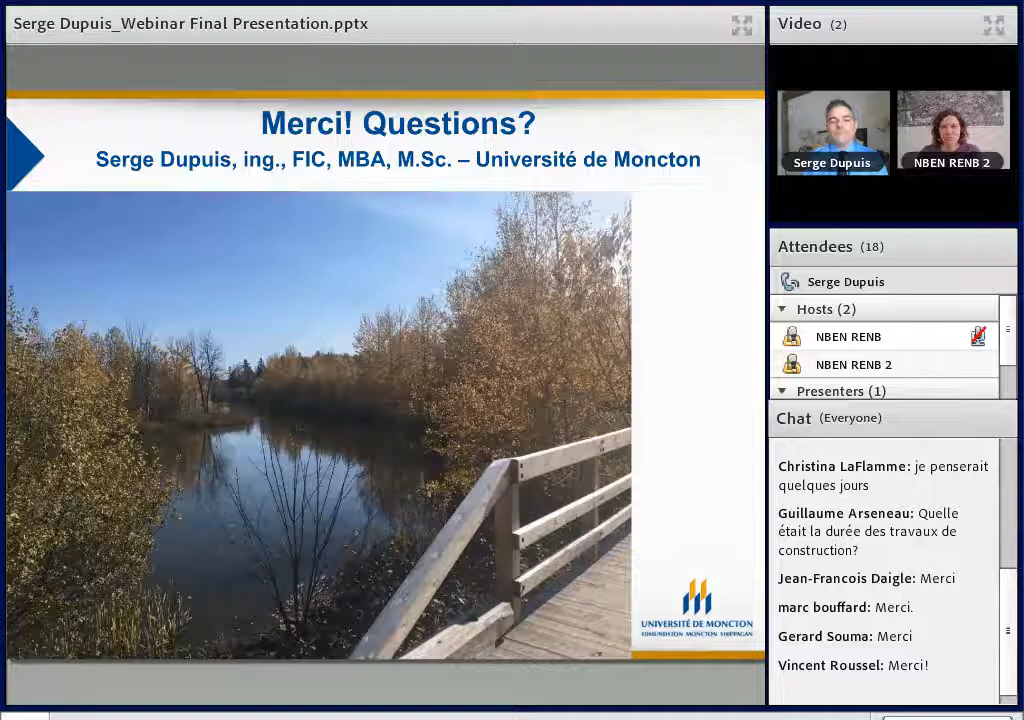 Serge Dupuis_Webinar Final Presentation.pptx
Merci! Questions?
Serge Dupuis, ing., FIC, MBA, M.Sc. – Université de Moncton
UNIVERSITÉ DE MONCTON
EDMUNDSTON MONCTON SHIPPAGAN
Video (2)
Serge Dupuis
NBEN RENB 2
Attendees (18)
Serge Dupuis
Hosts (2)
NBEN RENB
NBEN RENB 2
Presenters (1)
Chat (Everyone)
Christina LaFlamme: je penserait
quelques jours
Guillaume Arseneau: Quelle
était la durée des travaux de
construction?
Jean-Francois Daigle: Merci
marc bouffard: Merci.
Gerard Souma: Merci
Vincent Roussel: Merci!